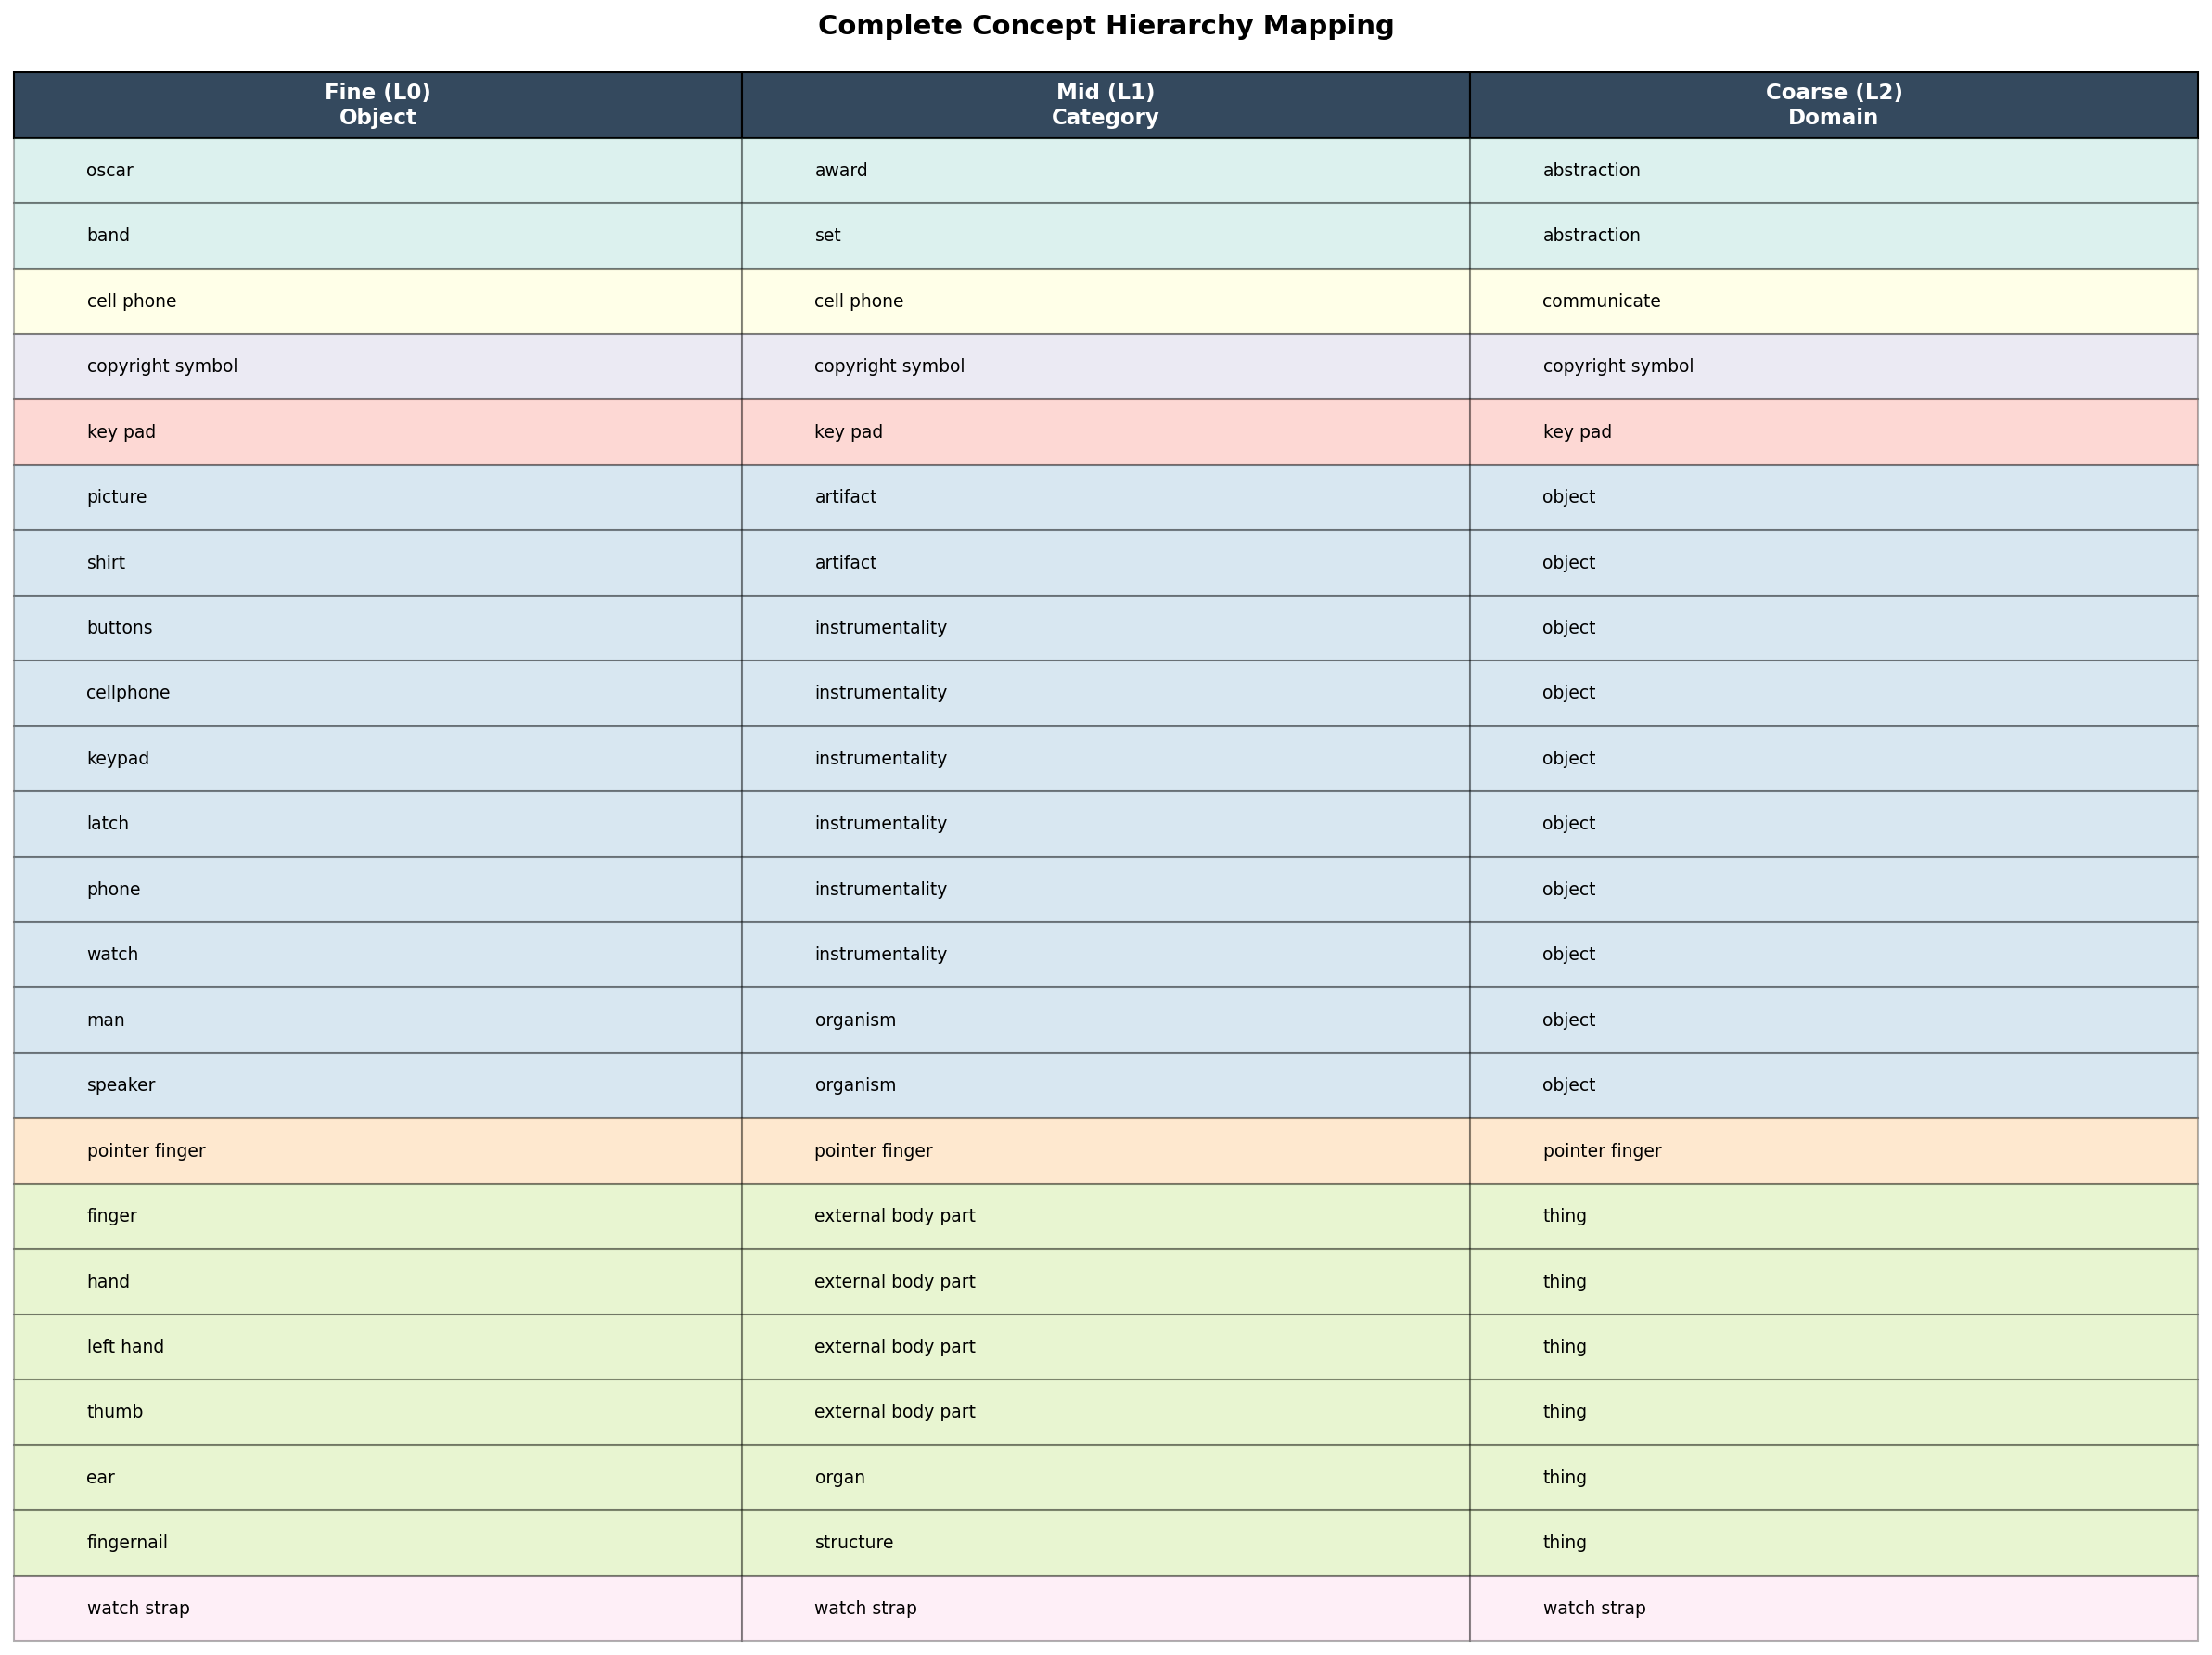 Complete Concept Hierarchy Mapping
Fine (L0) Object | Mid (L1) Category | Coarse (L2) Domain
oscar | award | abstraction
band | set | abstraction
cell phone | cell phone | communicate
copyright symbol | copyright symbol | copyright symbol
key pad | key pad | key pad
picture | artifact | object
shirt | artifact | object
buttons | instrumentality | object
cellphone | instrumentality | object
keypad | instrumentality | object
latch | instrumentality | object
phone | instrumentality | object
watch | instrumentality | object
man | organism | object
speaker | organism | object
pointer finger | pointer finger | pointer finger
finger | external body part | thing
hand | external body part | thing
left hand | external body part | thing
thumb | external body part | thing
ear | organ | thing
fingernail | structure | thing
watch strap | watch strap | watch strap